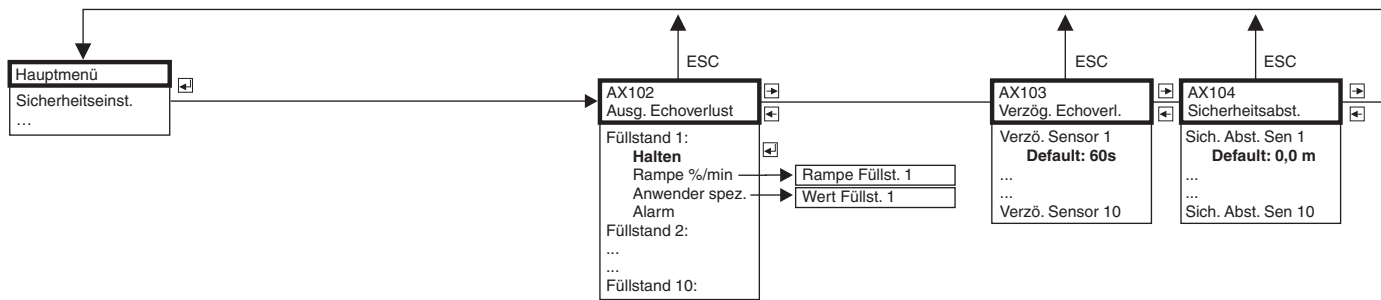 Hauptmenü
Sicherheitseinst.
...
ESC
AX102
Ausg. Echoverlust
Füllstand 1:
Halten
Rampe %/min
Rampe Füllst. 1
Anwender spez.
Wert Füllst. 1
Alarm
Füllstand 2:
...
...
Füllstand 10:
ESC
AX103
Verzög. Echoverl.
Verzö. Sensor 1
Default: 60s
...
...
Verzö. Sensor 10
ESC
AX104
Sicherheitsabst.
Sich. Abst. Sen 1
Default: 0,0 m
...
...
Sich. Abst. Sen 10